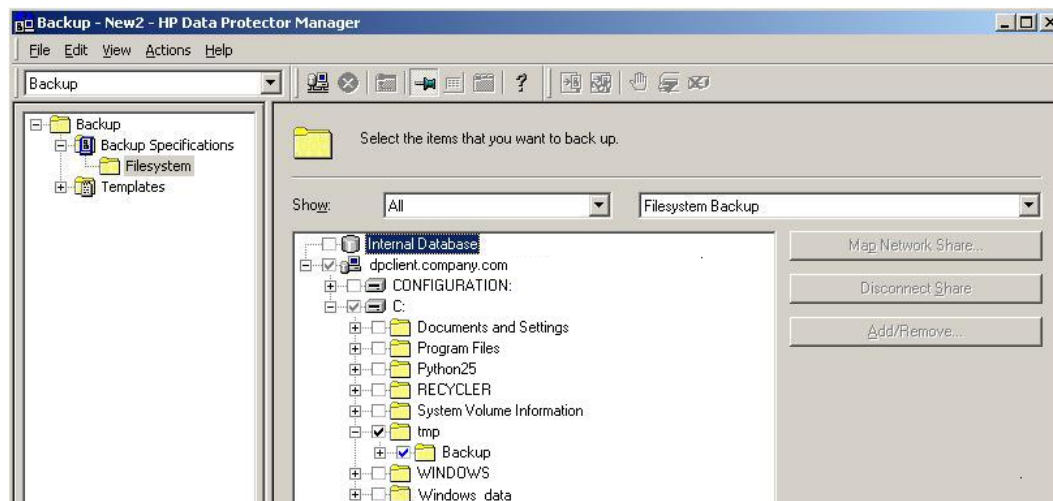 Backup - New2 - HP Data Protector Manager
File Edit View Actions Help
Backup
Backup
Backup Specifications
Filesystem
Templates
Select the items that you want to back up.
Show: All Filesystem Backup
Internal Database
dpclient.company.com
CONFIGURATION:
C:
Documents and Settings
Program Files
Python25
RECYCLER
System Volume Information
tmp
Backup
WINDOWS
Windows_data
Map Network Share...
Disconnect Share
Add/Remove...